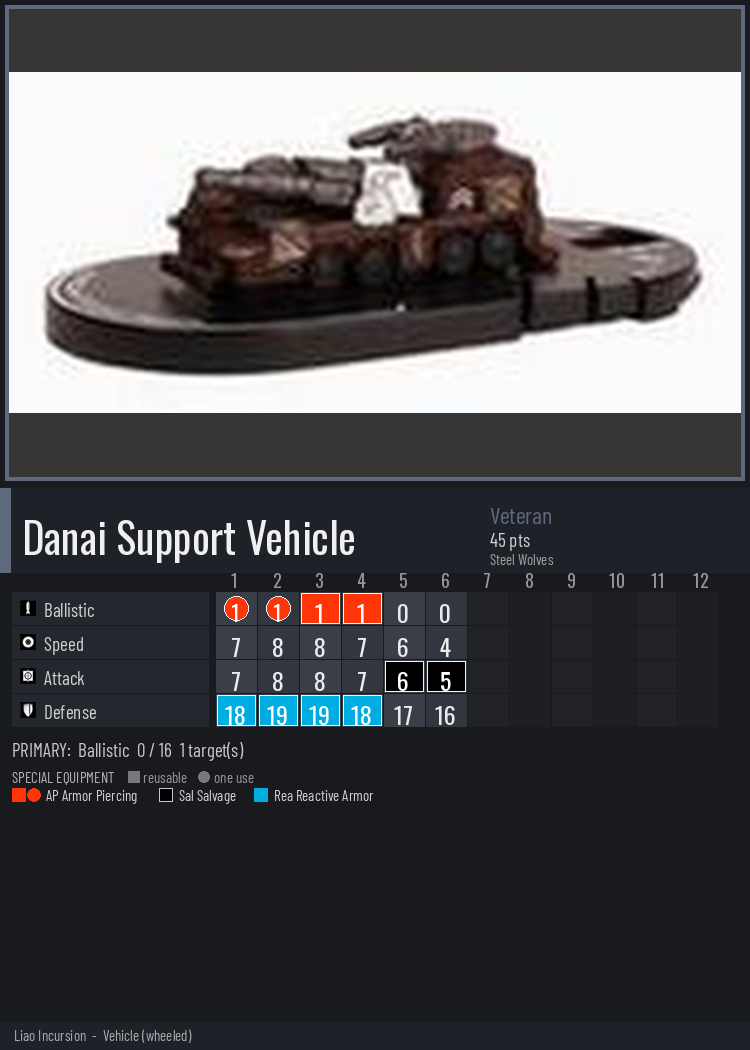 Danai Support Vehicle
Veteran
45 pts
Steel Wolves
1 2 3 4 5 6 7 8 9 10 11 12
Ballistic 1 1 1 1 0 0
Speed 7 8 8 7 6 4
Attack 7 8 8 7 6 5
Defense 18 19 19 18 17 16
PRIMARY: Ballistic 0 / 16 1 target(s)
SPECIAL EQUIPMENT reusable one use
AP Armor Piercing Sal Salvage Rea Reactive Armor
Liao Incursion - Vehicle (wheeled)